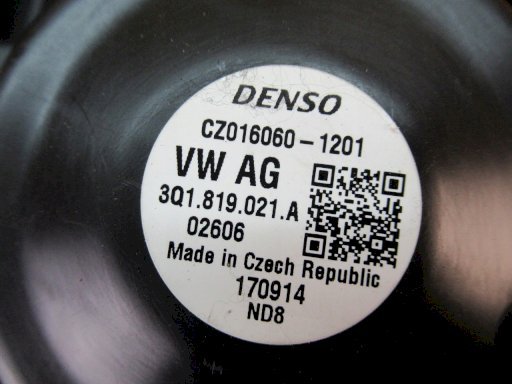 DENSO
CZ016060-1201
VW AG
3Q1.819.021.A
02606
Made in Czech Republic
170914
ND8